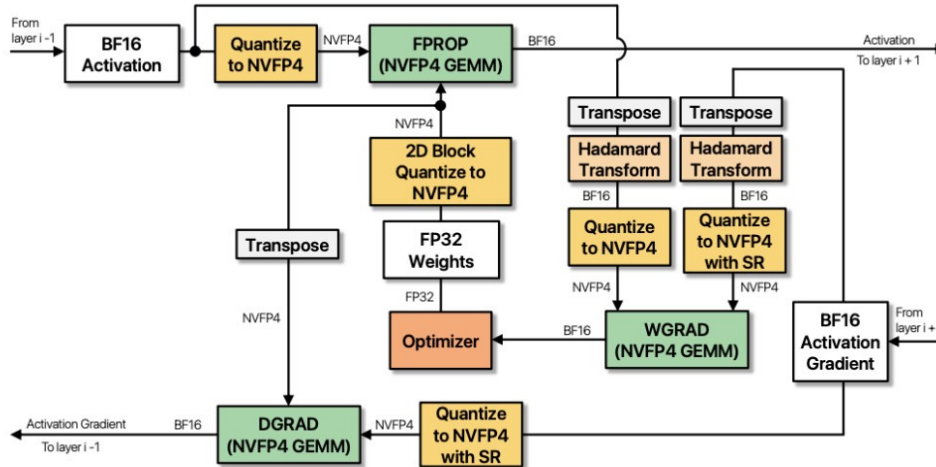 From
layer i -1
BF16
Activation
Quantize
to NVFP4
NVFP4
FPROP
(NVFP4 GEMM)
BF16
Activation
To layer i + 1
NVFP4
2D Block
Quantize to
NVFP4
Transpose
Hadamard
Transform
BF16
Quantize
to NVFP4
NVFP4
Transpose
Hadamard
Transform
BF16
Quantize
to NVFP4
with SR
NVFP4
Transpose
NVFP4
FP32
Weights
FP32
Optimizer
BF16
WGRAD
(NVFP4 GEMM)
BF16
Activation
Gradient
From
layer i +
Activation Gradient
To layer i -1
BF16
DGRAD
(NVFP4 GEMM)
NVFP4
Quantize
to NVFP4
with SR